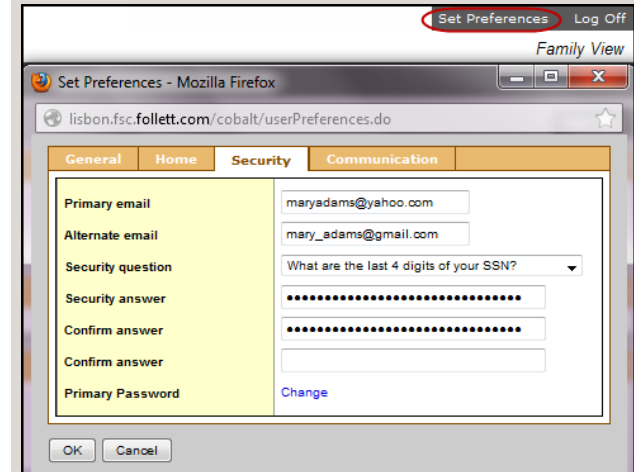 Set Preferences Log Off
Family View
Set Preferences - Mozilla Firefox
lisbon.fsc.follett.com/cobalt/userPreferences.do
General Home Security Communication
Primary email maryadams@yahoo.com
Alternate email mary_adams@gmail.com
Security question What are the last 4 digits of your SSN?
Security answer ••••••••••••••••••••••••••••••••
Confirm answer ••••••••••••••••••••••••••••••••
Confirm answer
Primary Password Change
OK Cancel